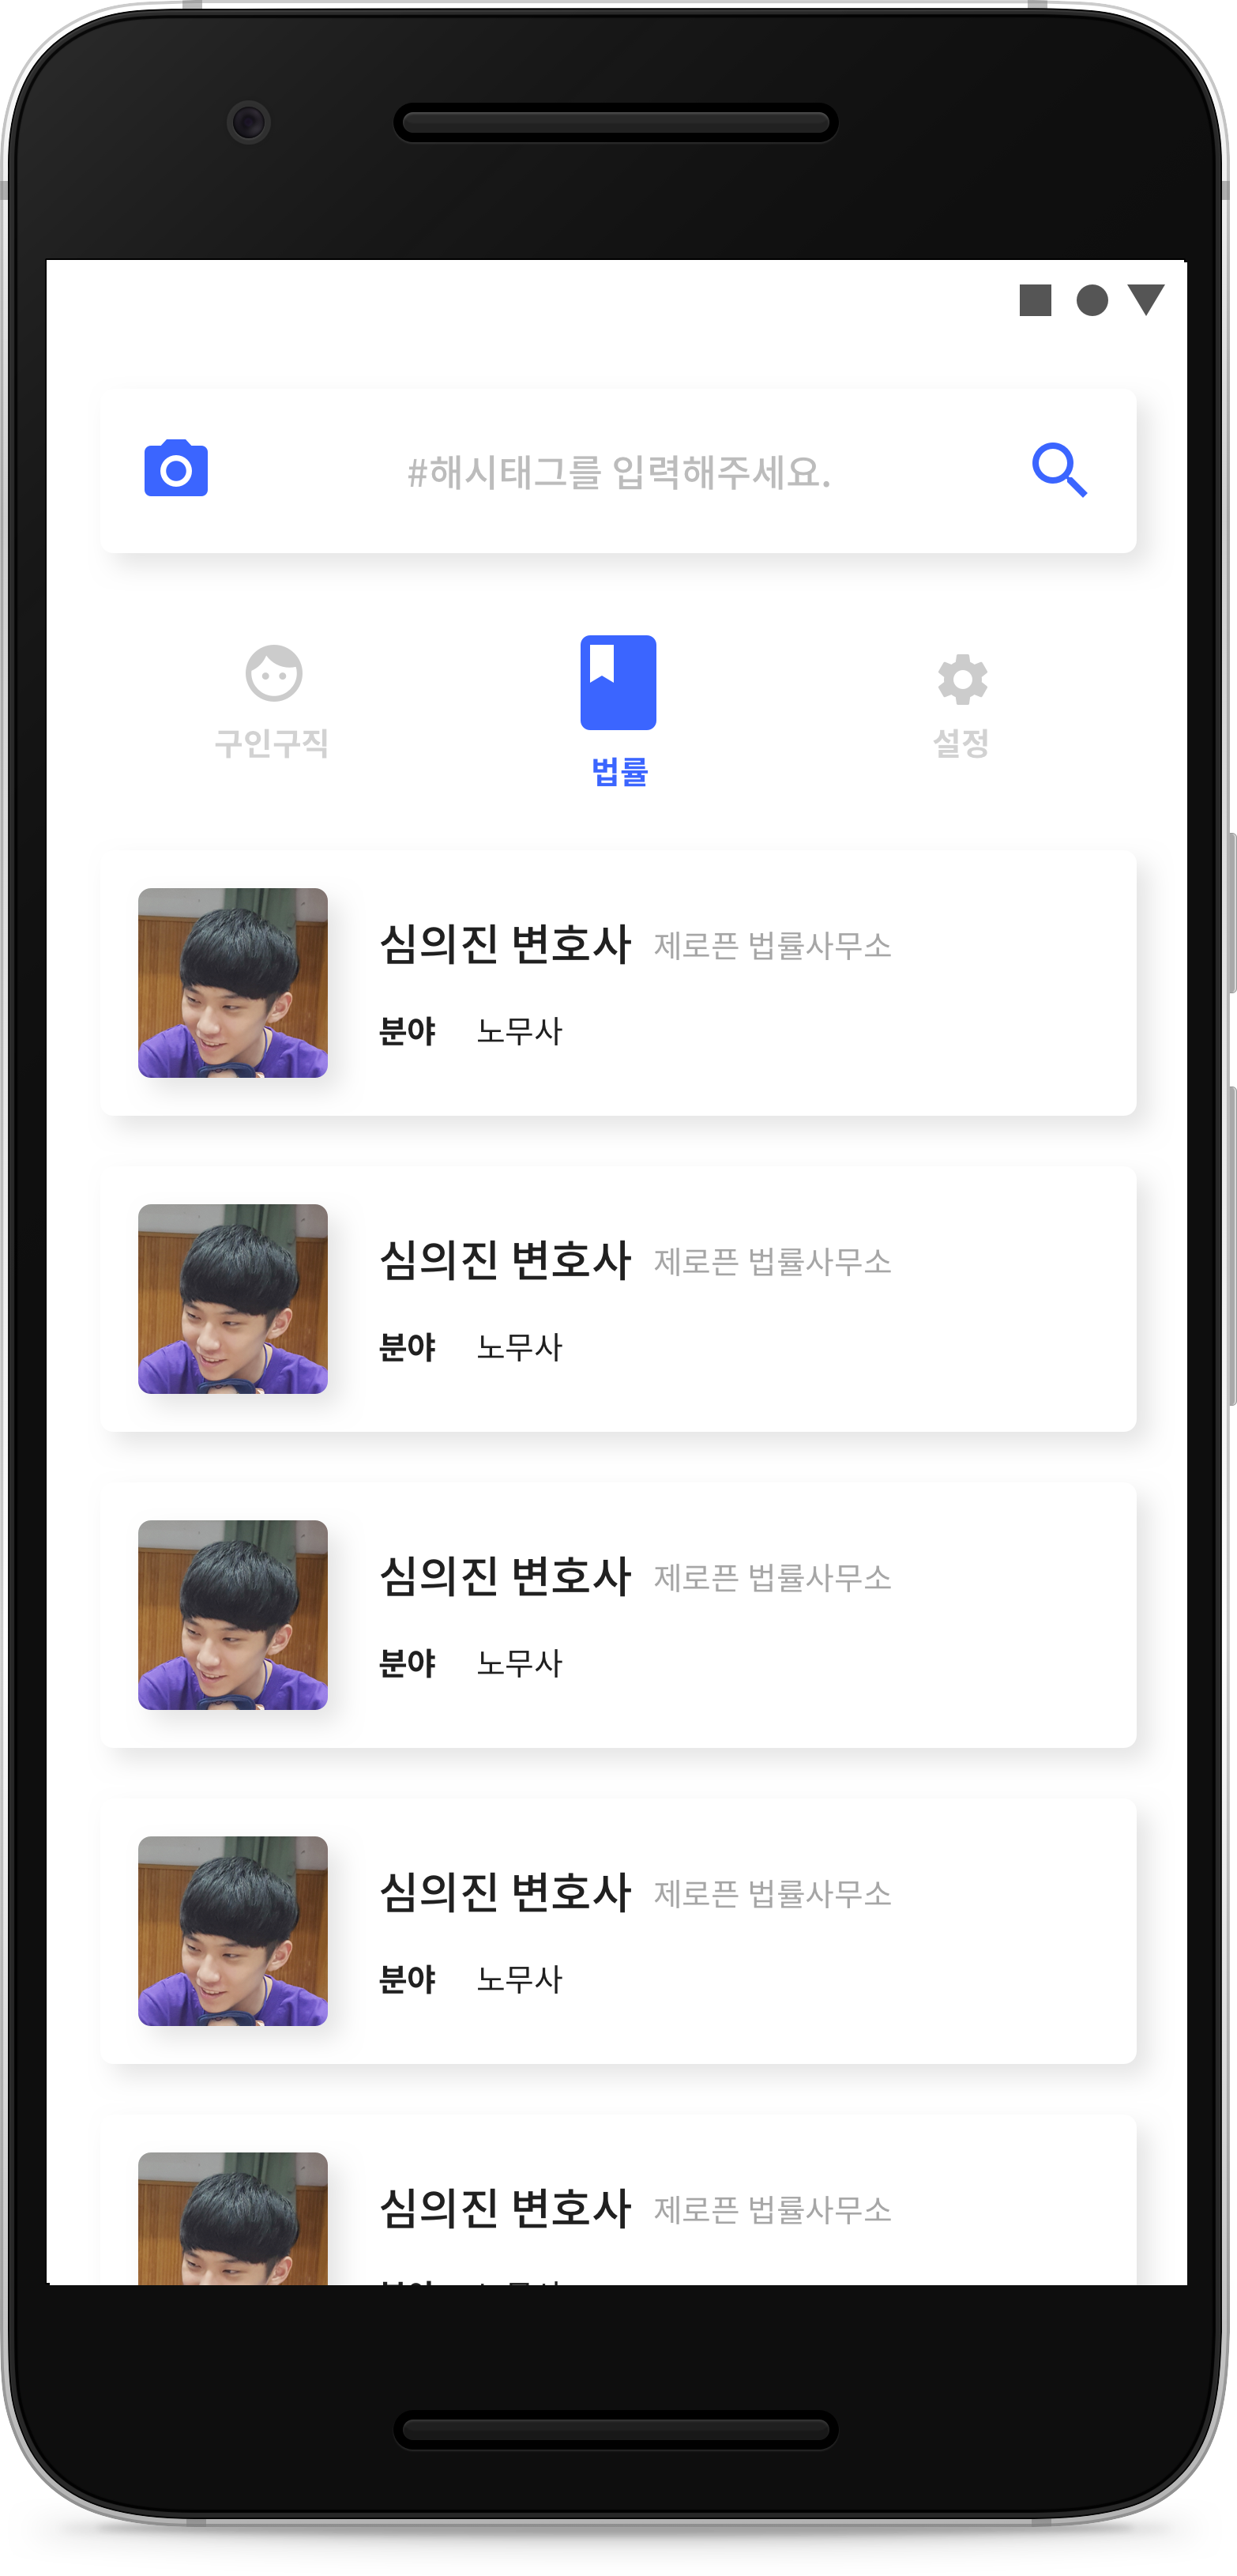 #해시태그를 입력해주세요.
구인구직
법률
설정
심의진 변호사 제로픈 법률사무소
분야 노무사
심의진 변호사 제로픈 법률사무소
분야 노무사
심의진 변호사 제로픈 법률사무소
분야 노무사
심의진 변호사 제로픈 법률사무소
분야 노무사
심의진 변호사 제로픈 법률사무소